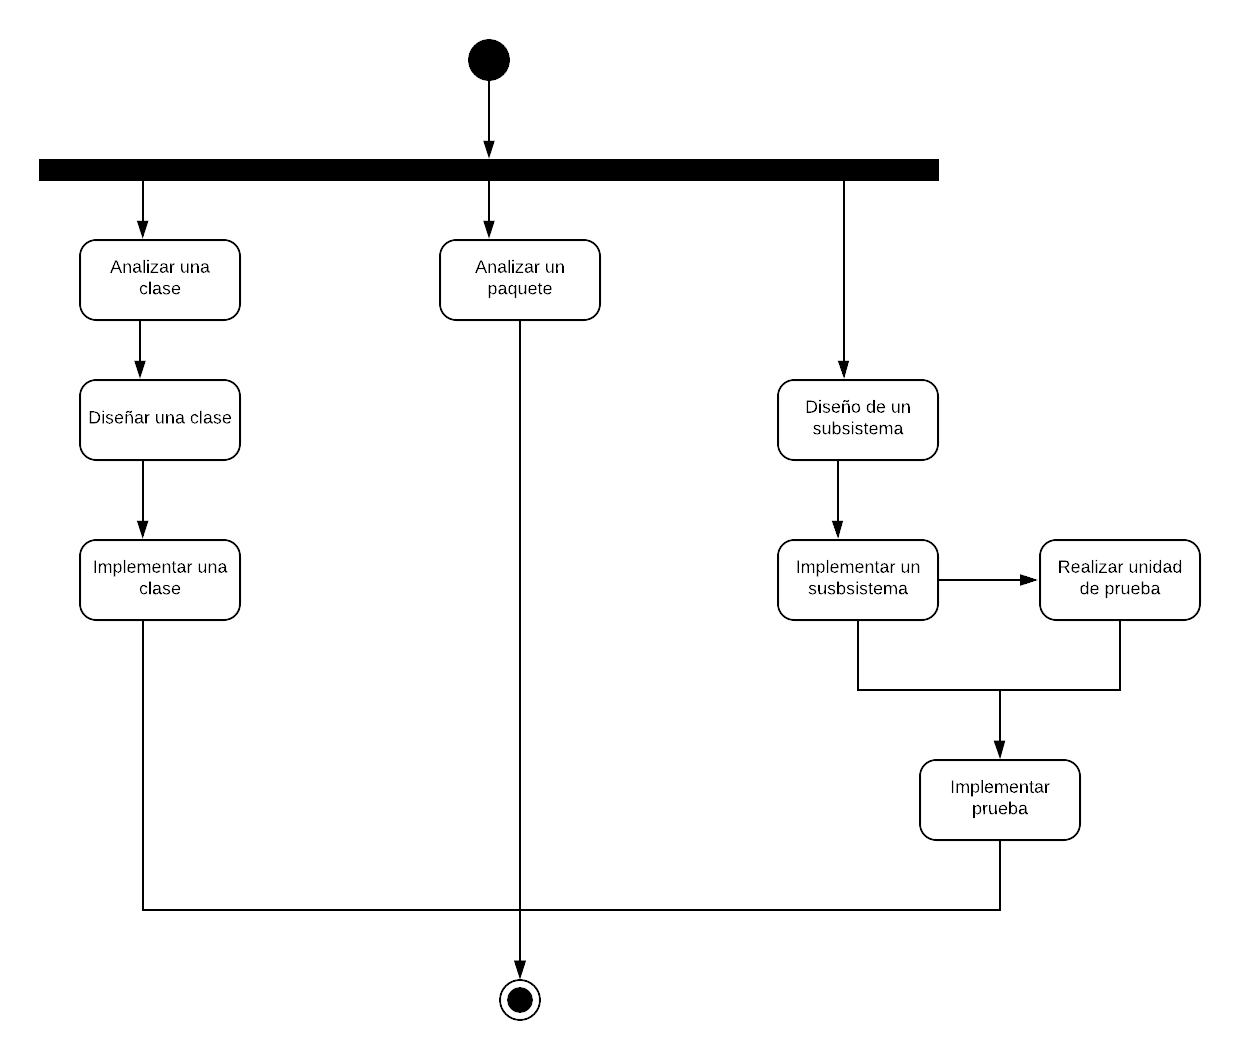 Analizar una
clase
Analizar un
paquete
Diseñar una clase
Diseño de un
subsistema
Implementar una
clase
Implementar un
susbsistema
Realizar unidad
de prueba
Implementar
prueba